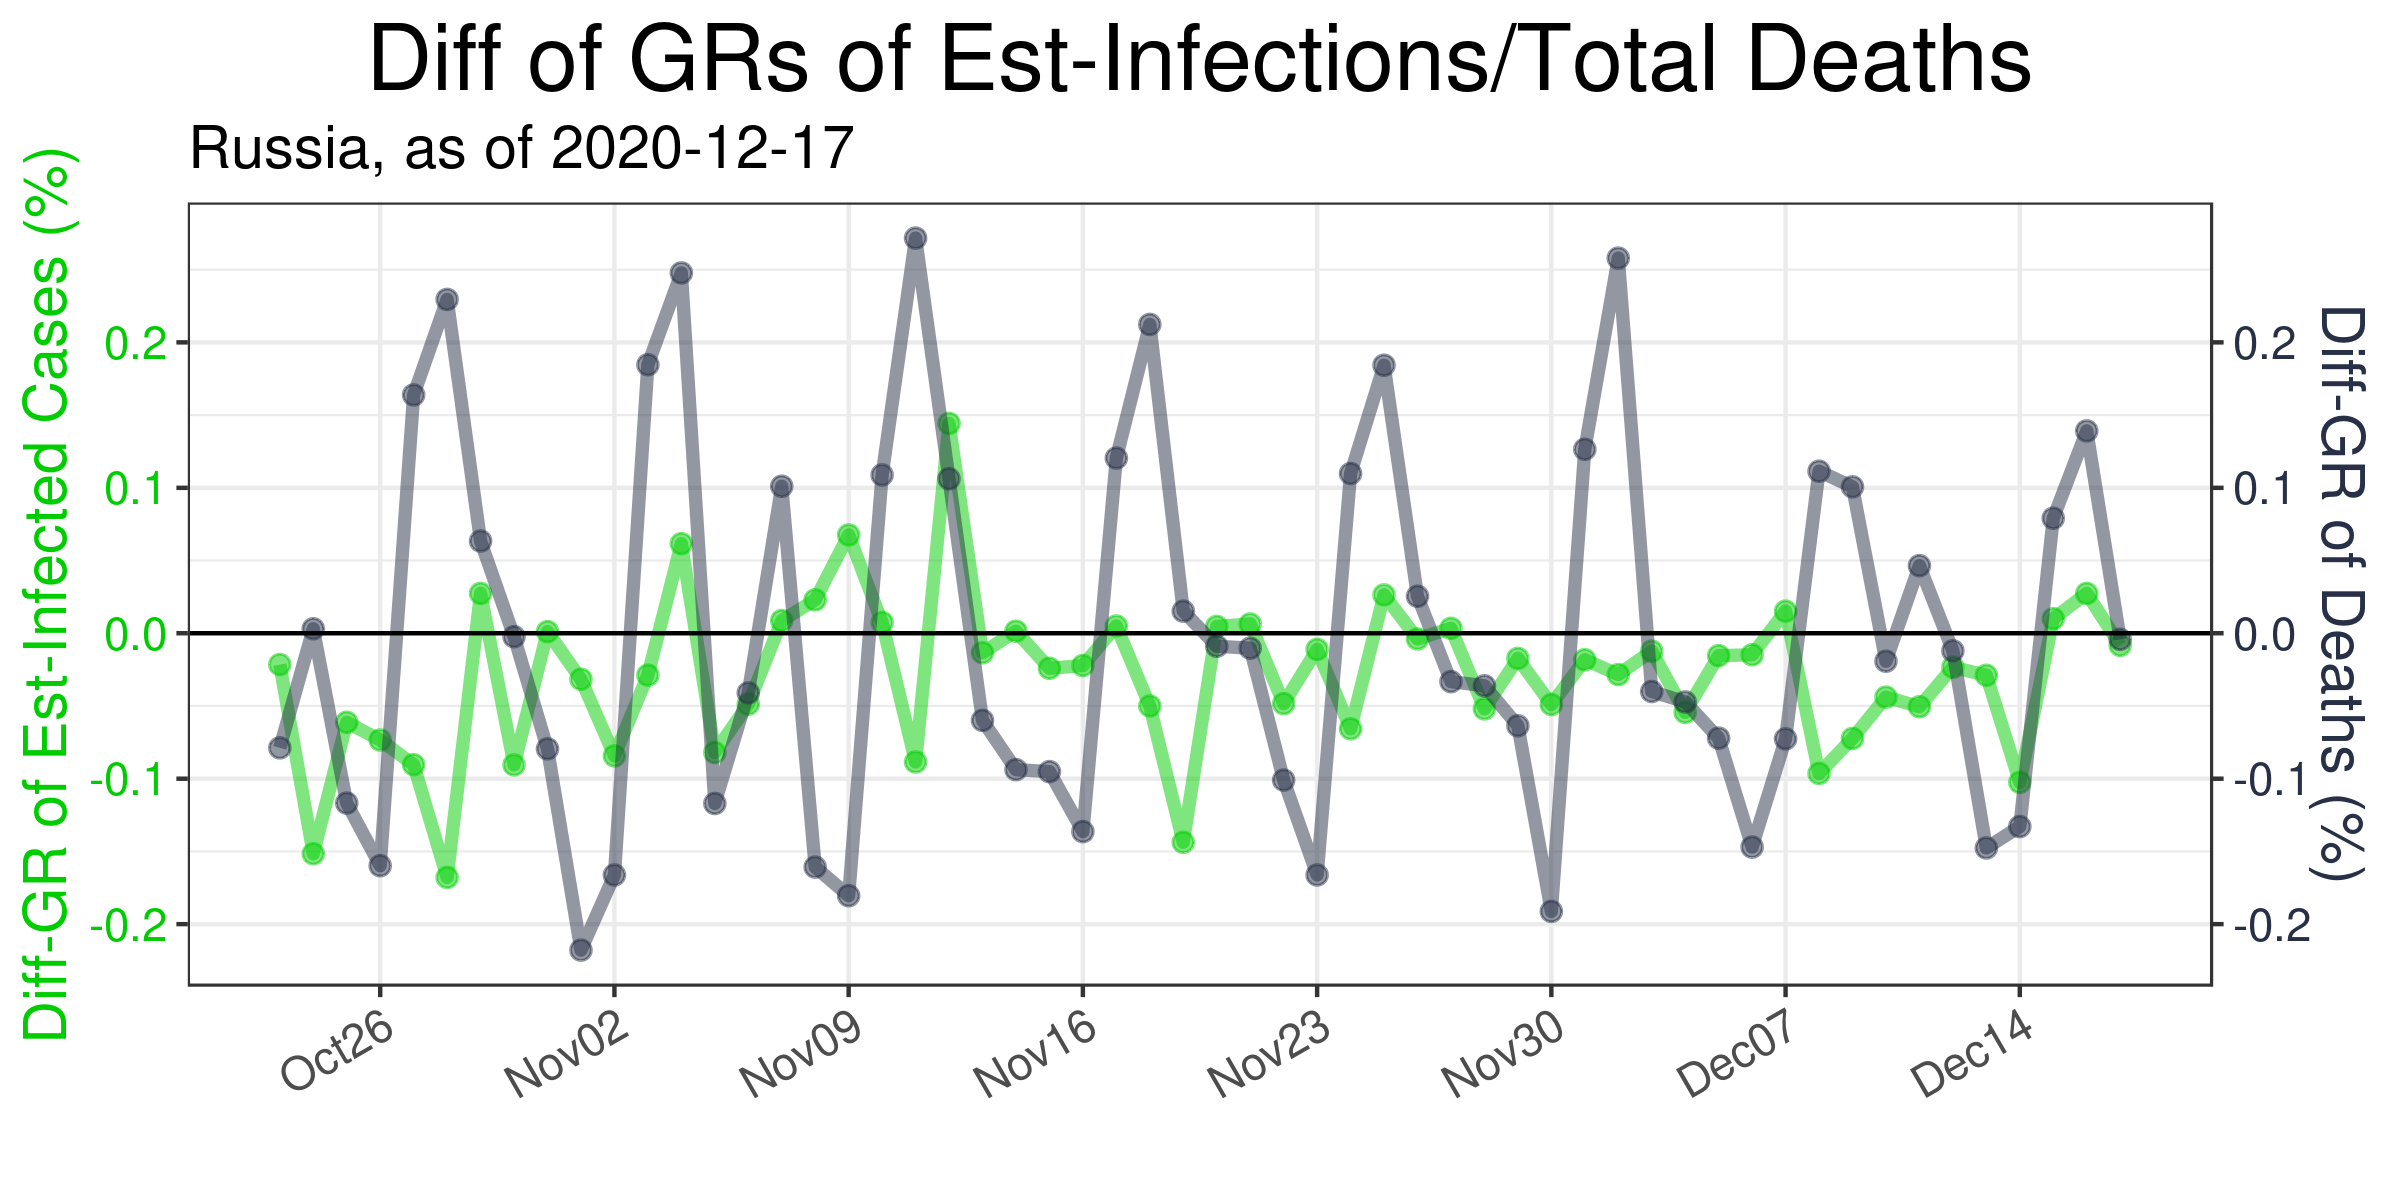 Diff of GRs of Est-Infections/Total Deaths
Russia, as of 2020-12-17
Diff-GR of Est-Infected Cases (%)
0.2
0.1
0.0
-0.1
-0.2
0.2
0.1
0.0
-0.1
-0.2
Diff-GR of Deaths (%)
Oct26
Nov02
Nov09
Nov16
Nov23
Nov30
Dec07
Dec14